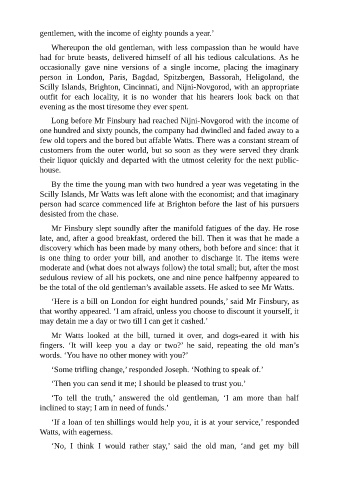 gentlemen, with the income of eighty pounds a year.’
Whereupon the old gentleman, with less compassion than he would have
had for brute beasts, delivered himself of all his tedious calculations. As he
occasionally gave nine versions of a single income, placing the imaginary
person in London, Paris, Bagdad, Spitzbergen, Bassorah, Heligoland, the
Scilly Islands, Brighton, Cincinnati, and Nijni-Novgorod, with an appropriate
outfit for each locality, it is no wonder that his hearers look back on that
evening as the most tiresome they ever spent.
Long before Mr Finsbury had reached Nijni-Novgorod with the income of
one hundred and sixty pounds, the company had dwindled and faded away to a
few old topers and the bored but affable Watts. There was a constant stream of
customers from the outer world, but so soon as they were served they drank
their liquor quickly and departed with the utmost celerity for the next public-
house.
By the time the young man with two hundred a year was vegetating in the
Scilly Islands, Mr Watts was left alone with the economist; and that imaginary
person had scarce commenced life at Brighton before the last of his pursuers
desisted from the chase.
Mr Finsbury slept soundly after the manifold fatigues of the day. He rose
late, and, after a good breakfast, ordered the bill. Then it was that he made a
discovery which has been made by many others, both before and since: that it
is one thing to order your bill, and another to discharge it. The items were
moderate and (what does not always follow) the total small; but, after the most
sedulous review of all his pockets, one and nine pence halfpenny appeared to
be the total of the old gentleman’s available assets. He asked to see Mr Watts.
‘Here is a bill on London for eight hundred pounds,’ said Mr Finsbury, as
that worthy appeared. ‘I am afraid, unless you choose to discount it yourself, it
may detain me a day or two till I can get it cashed.’
Mr Watts looked at the bill, turned it over, and dogs-eared it with his
fingers. ‘It will keep you a day or two?’ he said, repeating the old man’s
words. ‘You have no other money with you?’
‘Some trifling change,’ responded Joseph. ‘Nothing to speak of.’
‘Then you can send it me; I should be pleased to trust you.’
‘To tell the truth,’ answered the old gentleman, ‘I am more than half
inclined to stay; I am in need of funds.’
‘If a loan of ten shillings would help you, it is at your service,’ responded
Watts, with eagerness.
‘No, I think I would rather stay,’ said the old man, ‘and get my bill